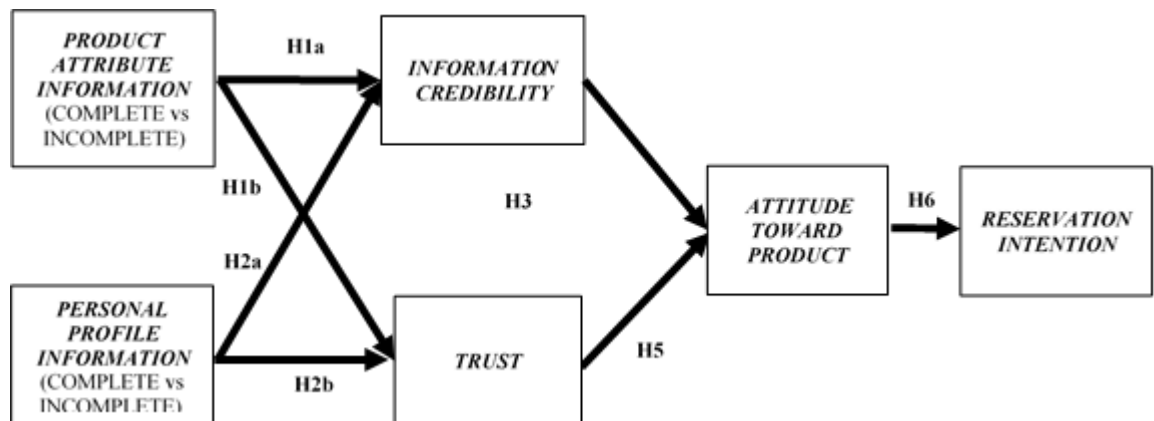 PRODUCT
ATTRIBUTE
INFORMATION
(COMPLETE vs
INCOMPLETE)
H1a
INFORMATION
CREDIBILITY
H1b
H3
H2a
ATTITUDE
TOWARD
PRODUCT
H6
RESERVATION
INTENTION
PERSONAL
PROFILE
INFORMATION
(COMPLETE vs
INCOMPLETE)
H2b
TRUST
H5